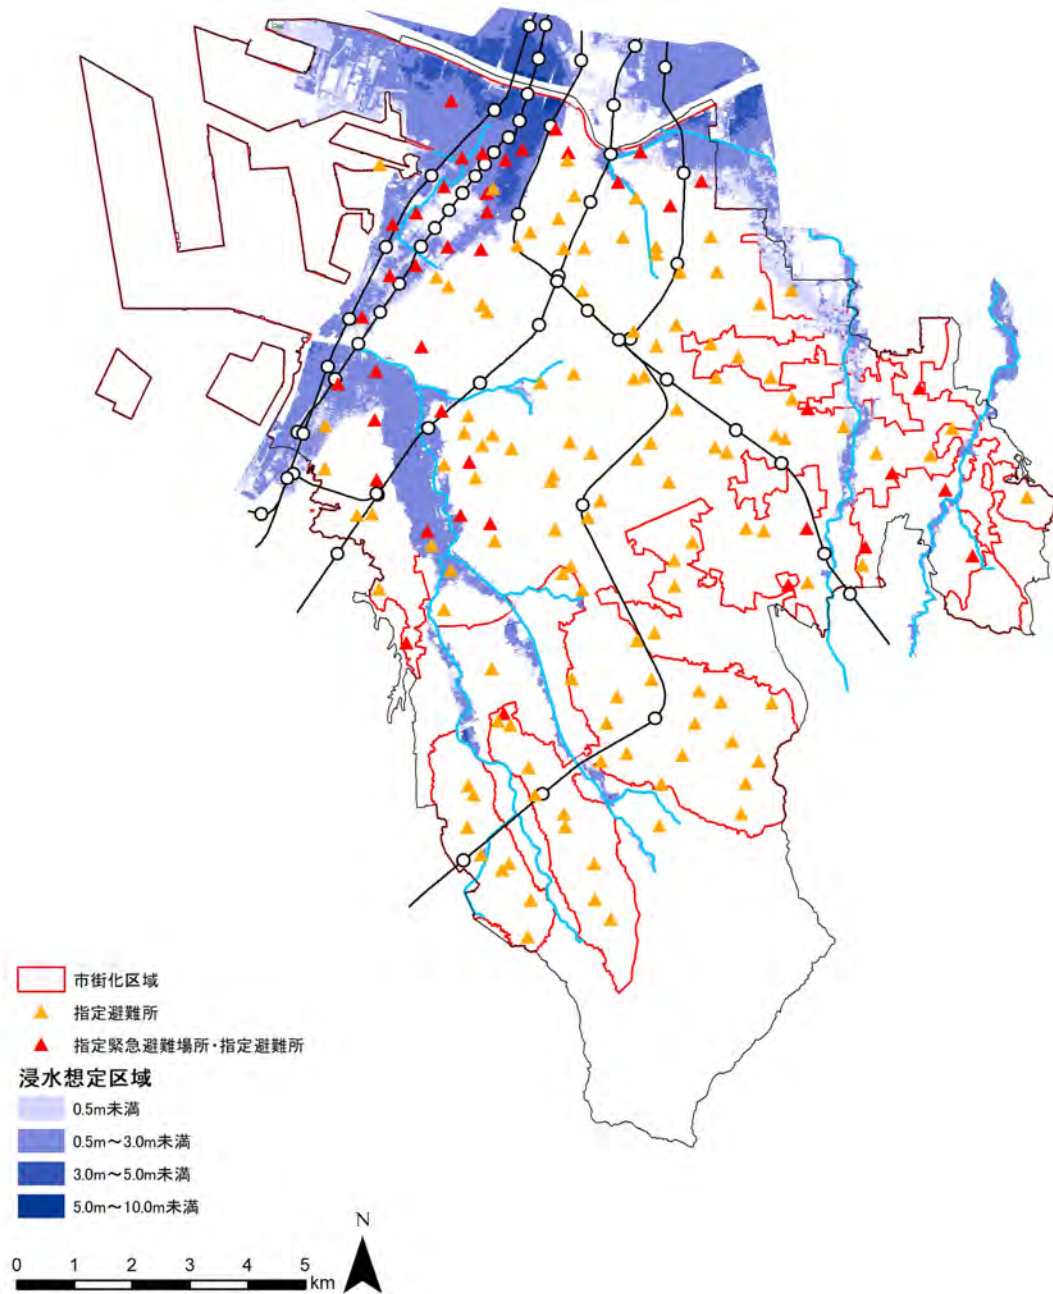 市街化区域
指定避難所
指定緊急避難場所・指定避難所
浸水想定区域
0.5m未満
0.5m～3.0m未満
3.0m～5.0m未満
5.0m～10.0m未満
N
0 1 2 3 4 5
km